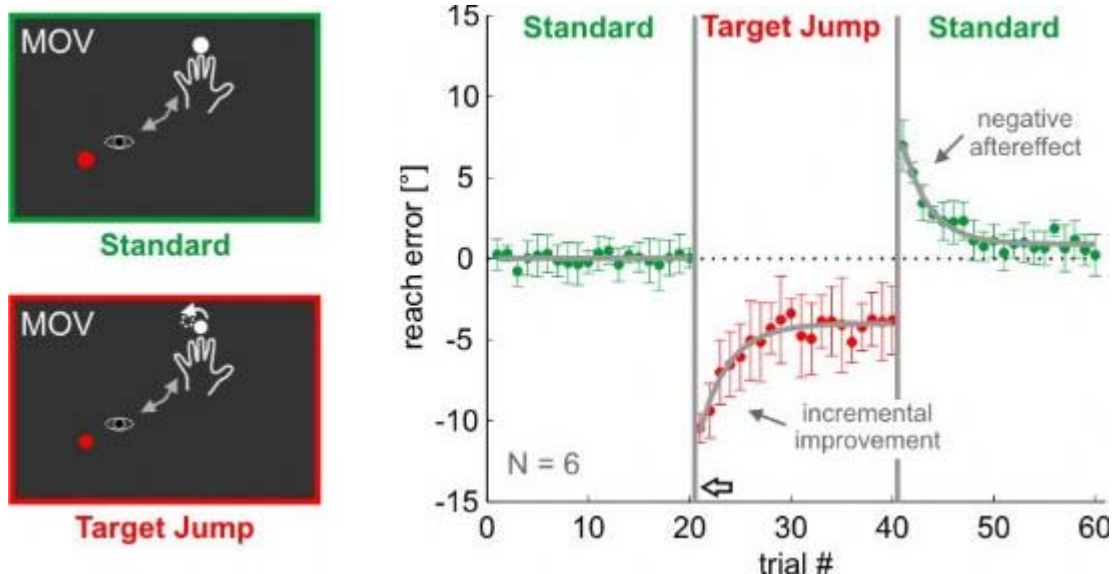 MOV
Standard
MOV
Target Jump
Standard
Target Jump
Standard
15
10
5
0
-5
-10
-15
reach error [°]
negative
aftereffect
incremental
improvement
N = 6
0
10
20
30
40
50
60
trial #